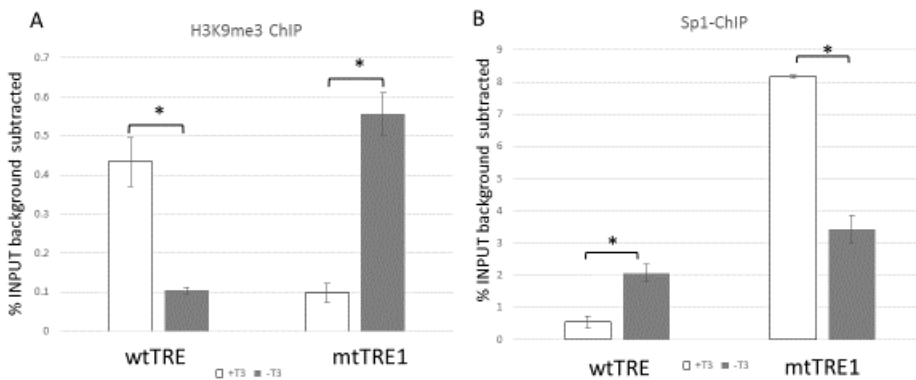 A
H3K9me3 ChIP
% INPUT background subtracted
0.7
0.6
0.5
0.4
0.3
0.2
0.1
0
*
*
wtTRE
mtTRE1
+T3 -T3
B
Sp1-ChIP
% INPUT background subtracted
9
8
7
6
5
4
3
2
1
0
*
*
wtTRE
mtTRE1
+T3 -T3